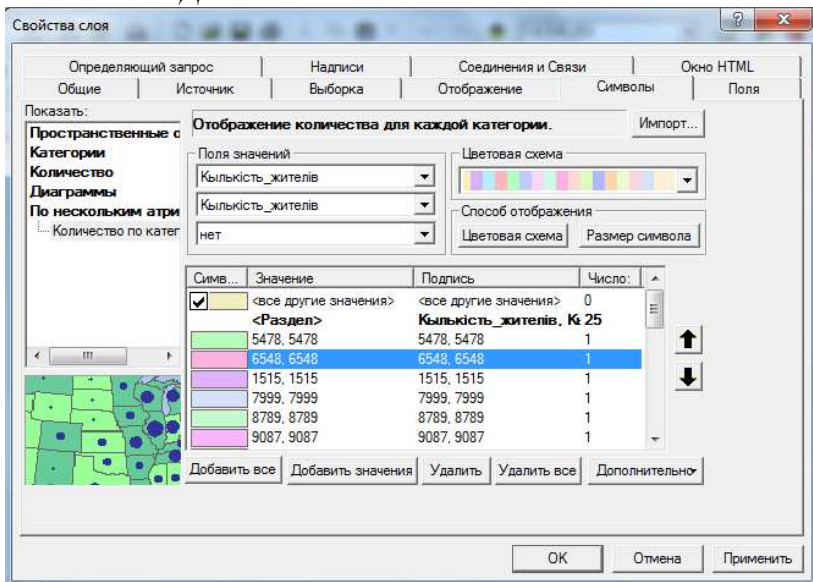 Свойства слоя
Определяющий запрос Надписи Соединения и Связи Окно HTML
Общие Источник Выборка Отображение Символы Поля
Показать:
Пространственные о
Категории
Количество
Диаграммы
По нескольким атри
Количество по катег
Отображение количества для каждой категории. Импорт...
Поля значений
Кылькість_жителів
Кылькість_жителів
нет
Цветовая схема
Способ отображения
Цветовая схема Размер символа
Симв... Значение Подпись Число:
<все другие значения> <все другие значения> 0
<Раздел> Кылькість_жителів, Кы 25
5478, 5478 5478, 5478 1
6548, 6548 6548, 6548 1
1515, 1515 1515, 1515 1
7999, 7999 7999, 7999 1
8789, 8789 8789, 8789 1
9087, 9087 9087, 9087 1
Добавить все Добавить значения Удалить Удалить все Дополнительно
OK Отмена Применить